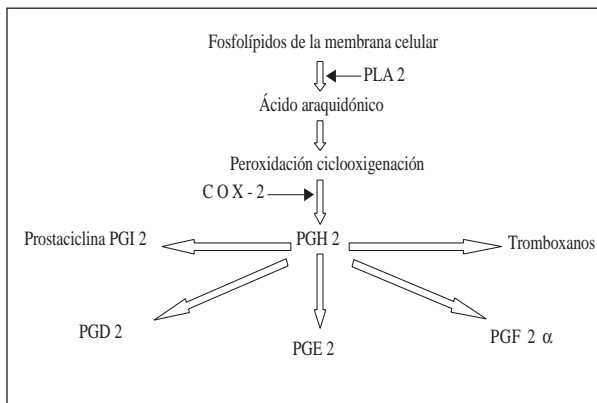 Fosfolípidos de la membrana celular
PLA 2
Ácido araquidónico
Peroxidación ciclooxigenación
COX - 2
Prostaciclina PGI 2
PGH 2
Tromboxanos
PGD 2
PGE 2
PGF 2 α